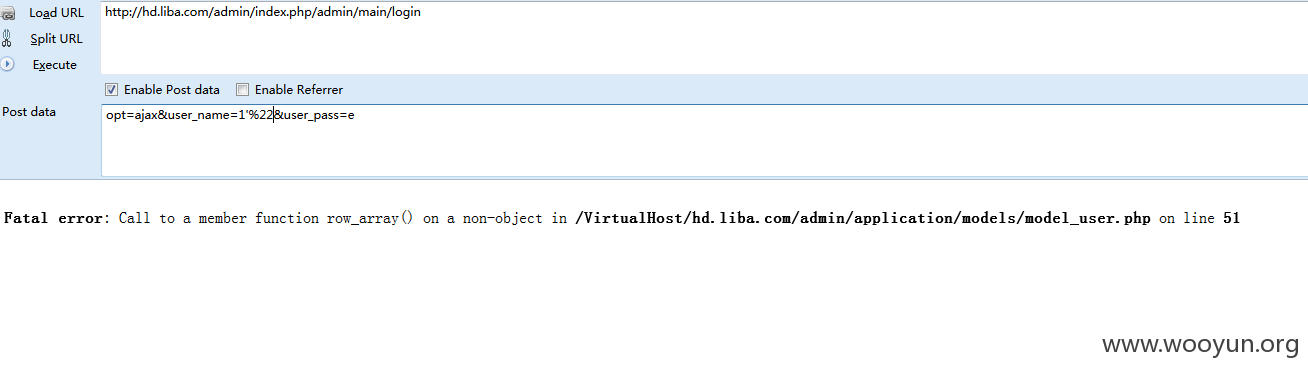 Load URL
http://hd.liba.com/admin/index.php/admin/main/login
Split URL
Execute
Enable Post data Enable Referrer
Post data
opt=ajax&user_name=1'%22&user_pass=e
Fatal error: Call to a member function row_array() on a non-object in /VirtualHost/hd.liba.com/admin/application/models/model_user.php on line 51
www.wooyun.org